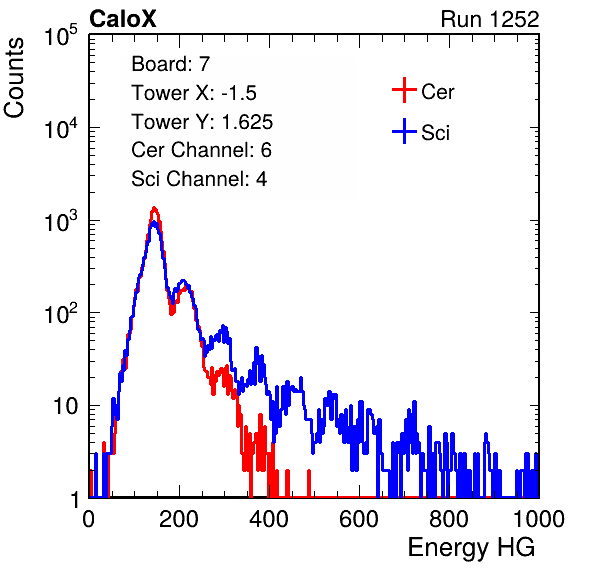 CaloX Run 1252
Counts
10^5
10^4
10^3
10^2
10
1
Board: 7
Tower X: -1.5
Tower Y: 1.625
Cer Channel: 6
Sci Channel: 4
Cer
Sci
0 200 400 600 800 1000
Energy HG